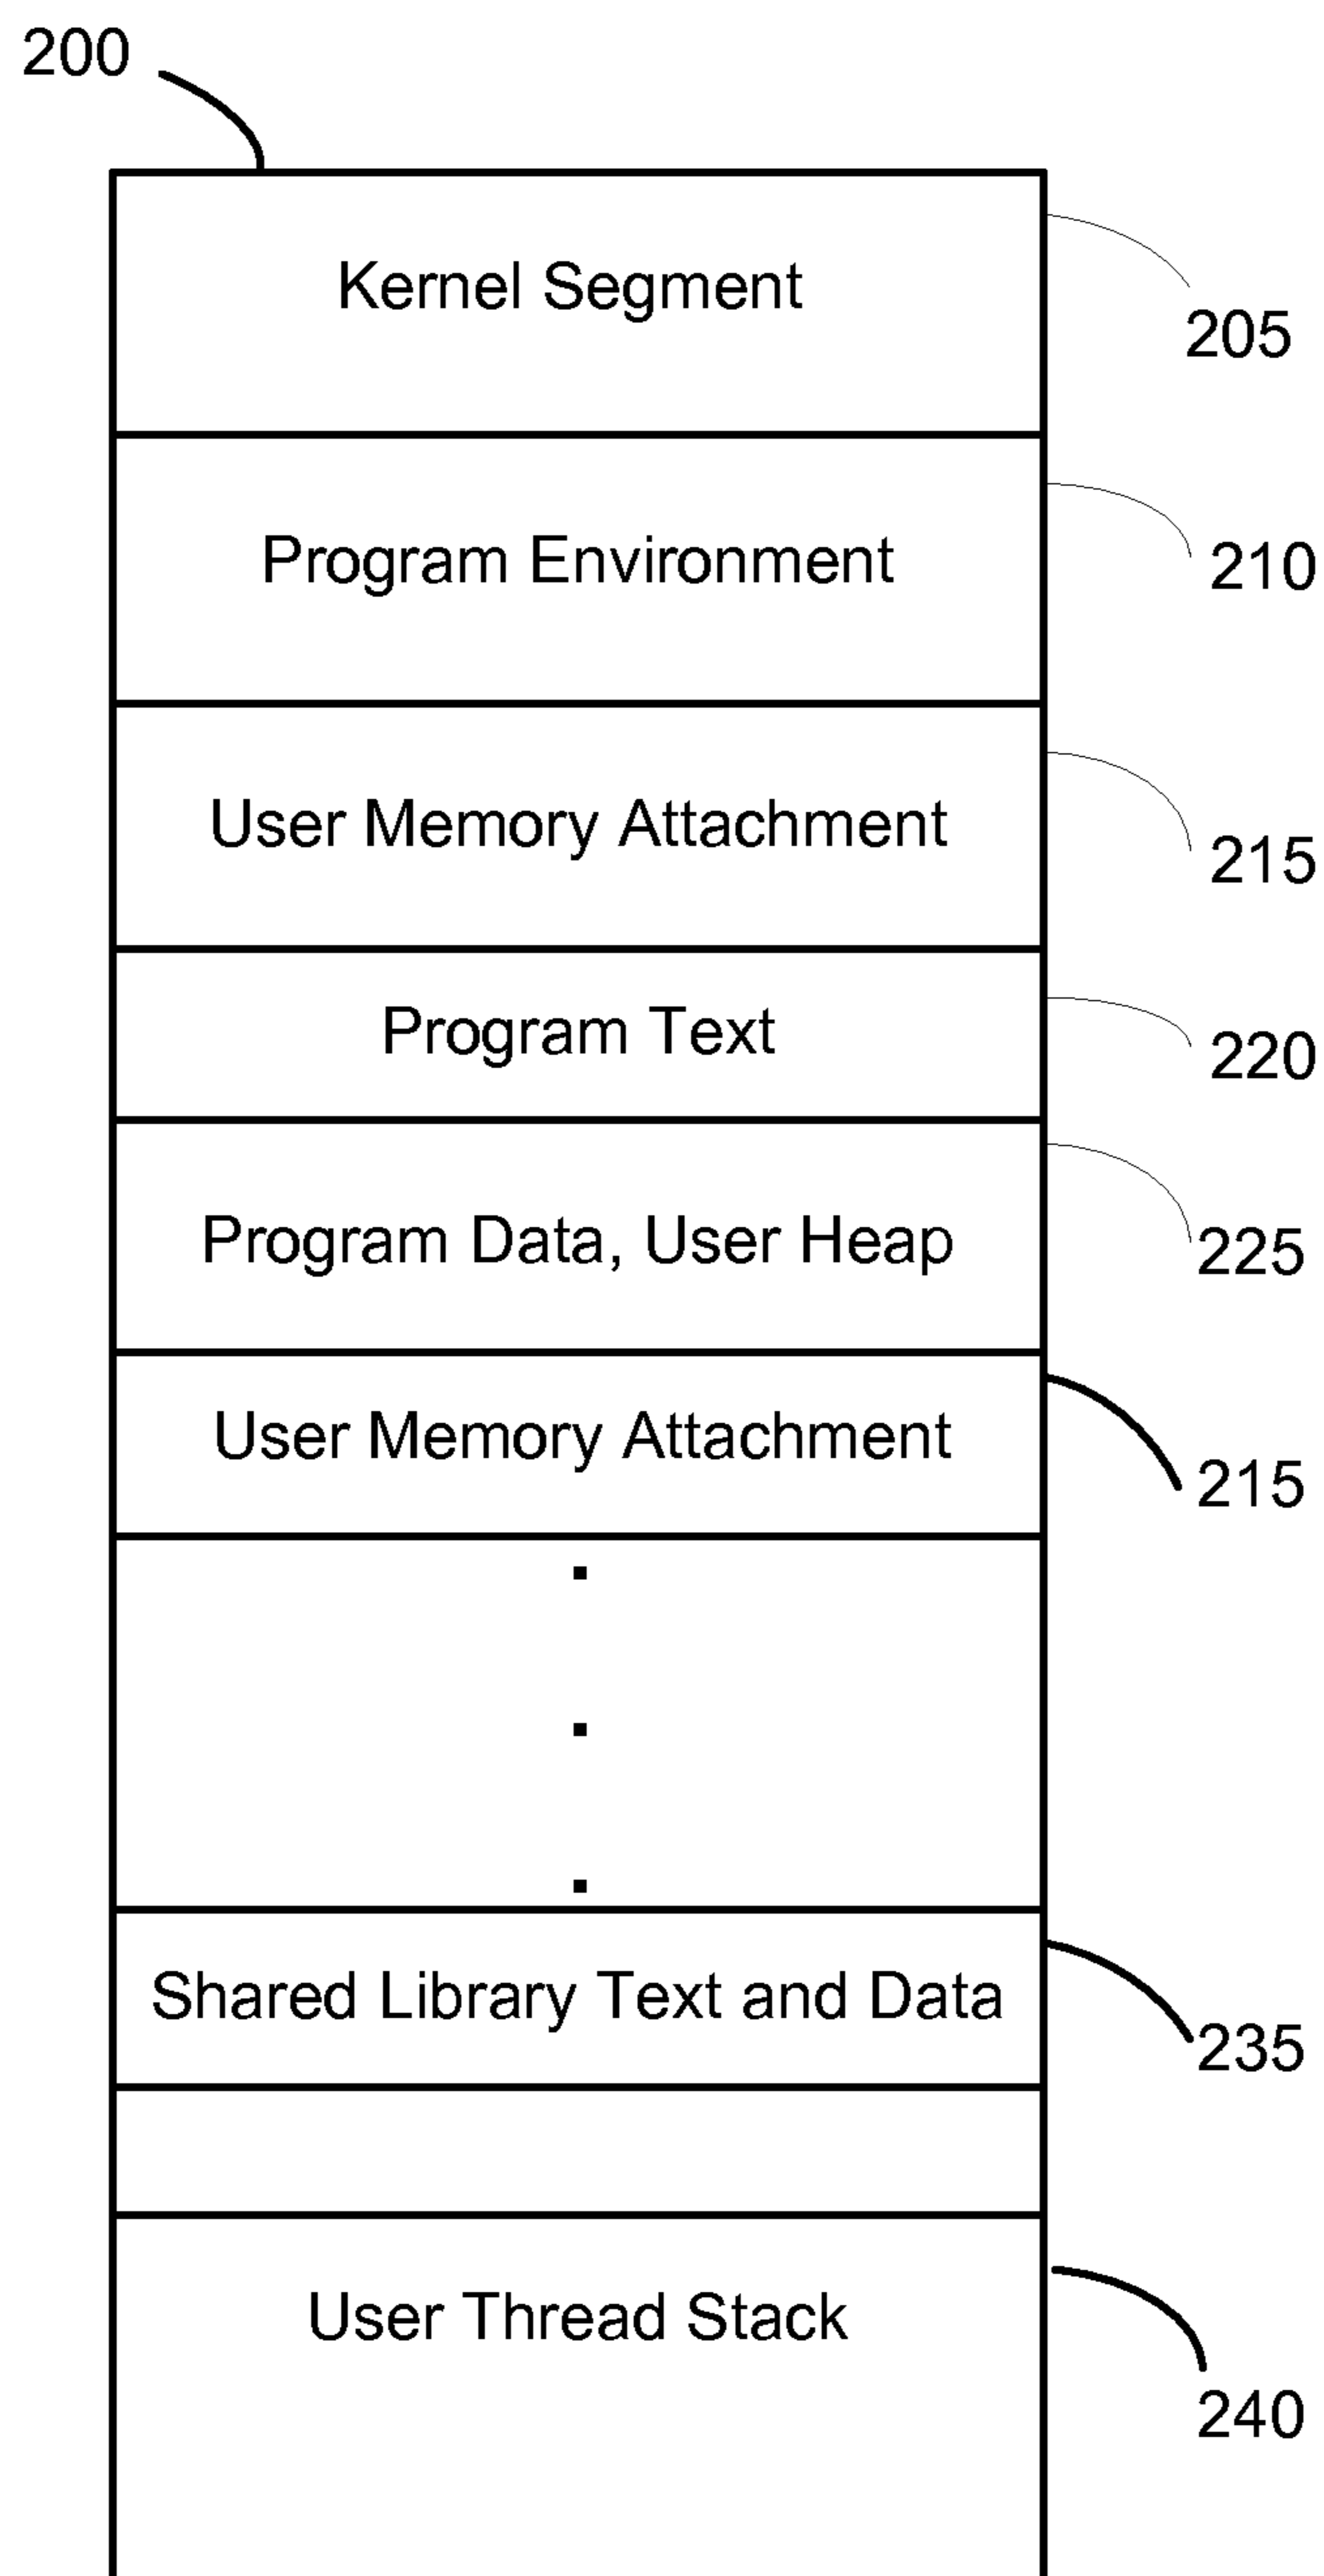 200
Kernel Segment
205
Program Environment
210
User Memory Attachment
215
Program Text
220
Program Data, User Heap
225
User Memory Attachment
215
.
.
.
Shared Library Text and Data
235
User Thread Stack
240